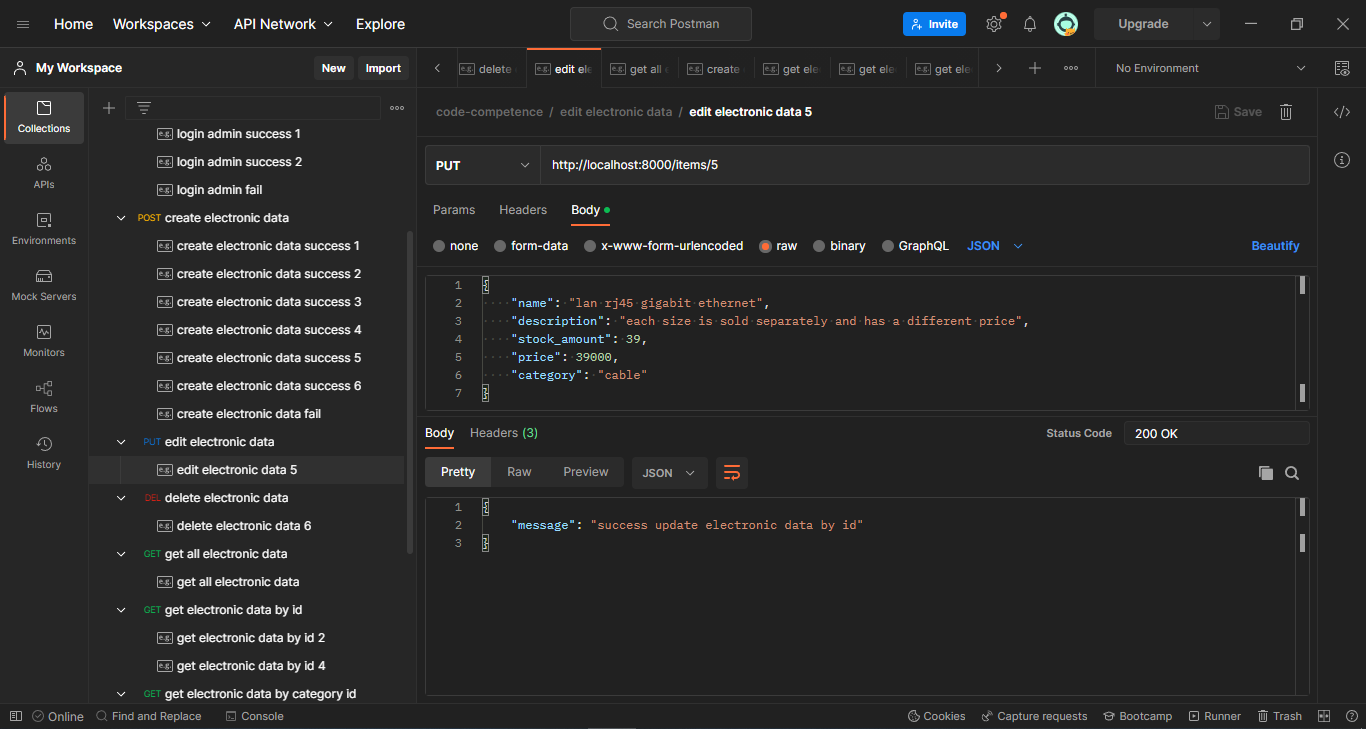 Home Workspaces API Network Explore Search Postman Invite Upgrade
My Workspace New Import
delete edit ele get all e create get ele get ele get ele No Environment
Collections
APIs
Environments
Mock Servers
Monitors
Flows
History
e.g. login admin success 1
e.g. login admin success 2
e.g. login admin fail
POST create electronic data
e.g. create electronic data success 1
e.g. create electronic data success 2
e.g. create electronic data success 3
e.g. create electronic data success 4
e.g. create electronic data success 5
e.g. create electronic data success 6
e.g. create electronic data fail
PUT edit electronic data
e.g. edit electronic data 5
DEL delete electronic data
e.g. delete electronic data 6
GET get all electronic data
e.g. get all electronic data
GET get electronic data by id
e.g. get electronic data by id 2
e.g. get electronic data by id 4
GET get electronic data by category id
code-competence / edit electronic data / edit electronic data 5 Save
PUT http://localhost:8000/items/5
Params Headers Body
none form-data x-www-form-urlencoded raw binary GraphQL JSON Beautify
1 {
2 "name": "lan rj45 gigabit ethernet",
3 "description": "each size is sold separately and has a different price",
4 "stock_amount": 39,
5 "price": 39000,
6 "category": "cable"
7 }
Body Headers (3) Status Code 200 OK
Pretty Raw Preview JSON
1 {
2 "message": "success update electronic data by id"
3 }
Online Find and Replace Console Cookies Capture requests Bootcamp Runner Trash